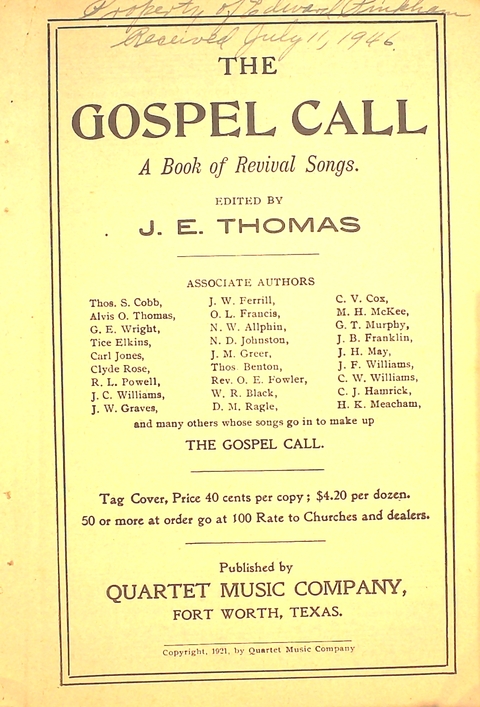 Property of Edward Pinkham
Received July 11, 1946.
THE
GOSPEL CALL
A Book of Revival Songs.
EDITED BY
J. E. THOMAS
ASSOCIATE AUTHORS
Thos. S. Cobb,
Alvis O. Thomas,
G. E. Wright,
Tice Elkins,
Carl Jones,
Clyde Rose,
R. L. Powell,
J. C. Williams,
J. W. Graves,
J. W. Ferrill,
O. L. Francis,
N. W. Allphin,
N. D. Johnston,
J. M. Greer,
Thos. Benton,
Rev. O. E. Fowler,
W. R. Black,
D. M. Ragle,
C. V. Cox,
M. H. McKee,
G. T. Murphy,
J. B. Franklin,
J. H. May,
J. F. Williams,
C. W. Williams,
C. J. Hamrick,
H. K. Meacham,
and many others whose songs go in to make up
THE GOSPEL CALL.
Tag Cover, Price 40 cents per copy; $4.20 per dozen.
50 or more at order go at 100 Rate to Churches and dealers.
Published by
QUARTET MUSIC COMPANY,
FORT WORTH, TEXAS.
Copyright, 1921, by Quartet Music Company